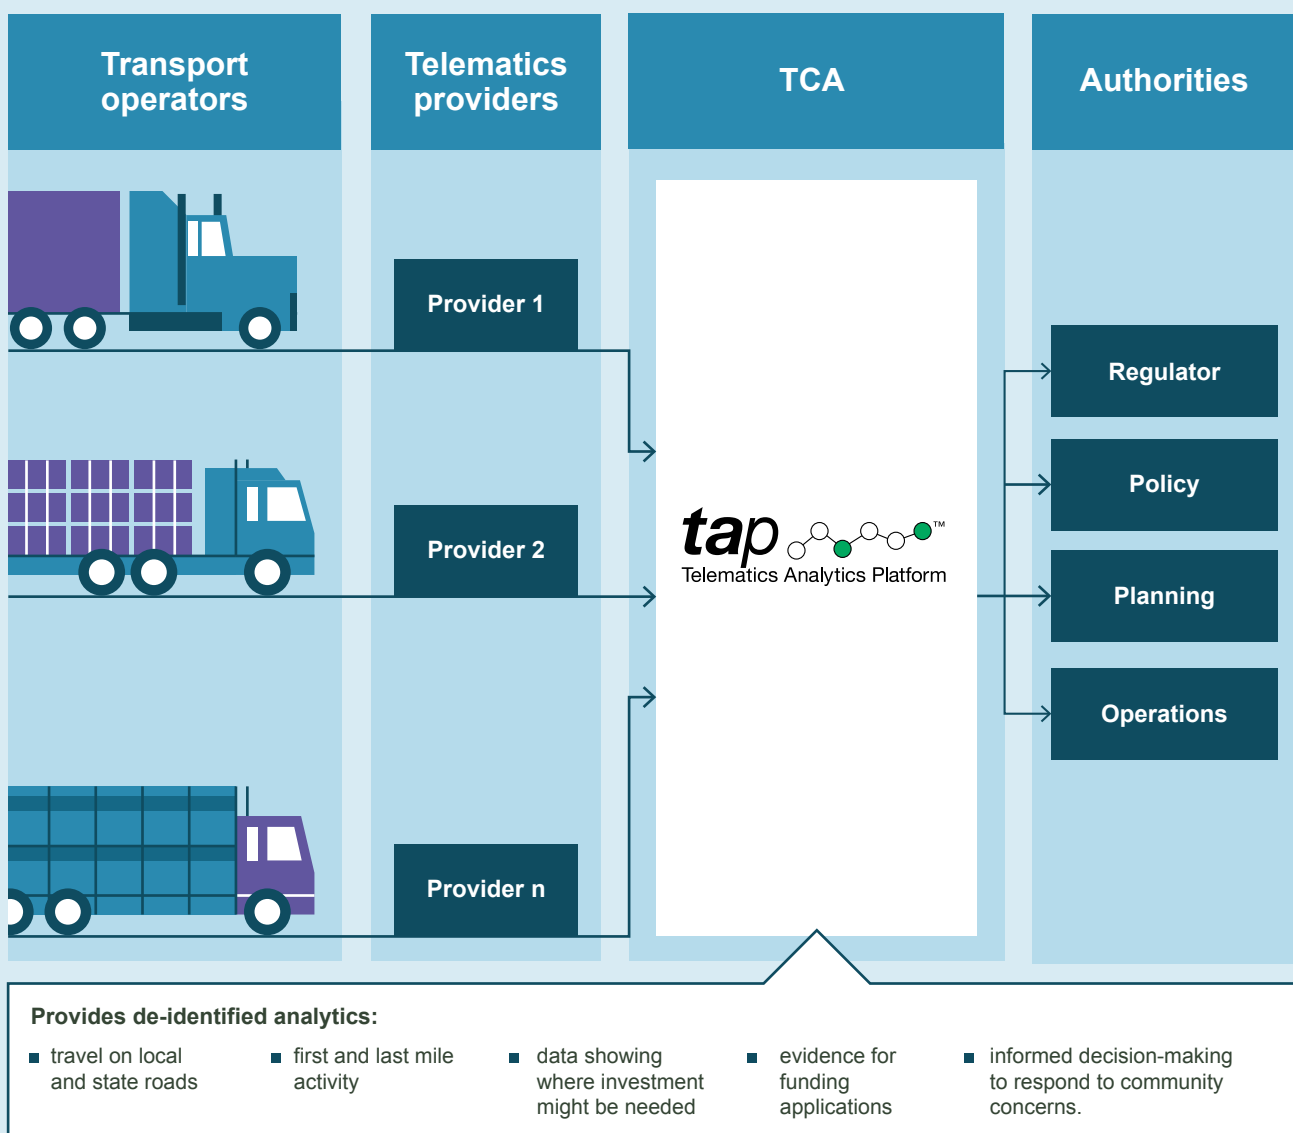 Transport
operators
Telematics
providers
TCA
Authorities
Provider 1
Provider 2
Provider n
tap ™
Telematics Analytics Platform
Regulator
Policy
Planning
Operations
Provides de-identified analytics:
travel on local
and state roads
first and last mile
activity
data showing
where investment
might be needed
evidence for
funding
applications
informed decision-making
to respond to community
concerns.